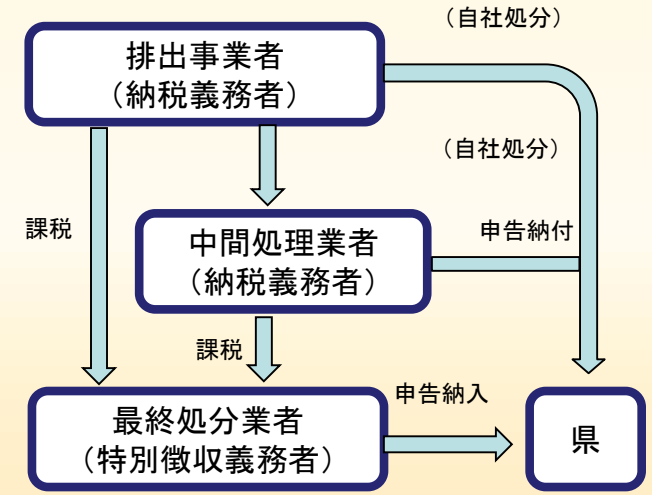 （自社処分）
排出事業者
（納税義務者）
（自社処分）
課税
申告納付
中間処理業者
（納税義務者）
課税
申告納入
最終処分業者
（特別徴収義務者）
県